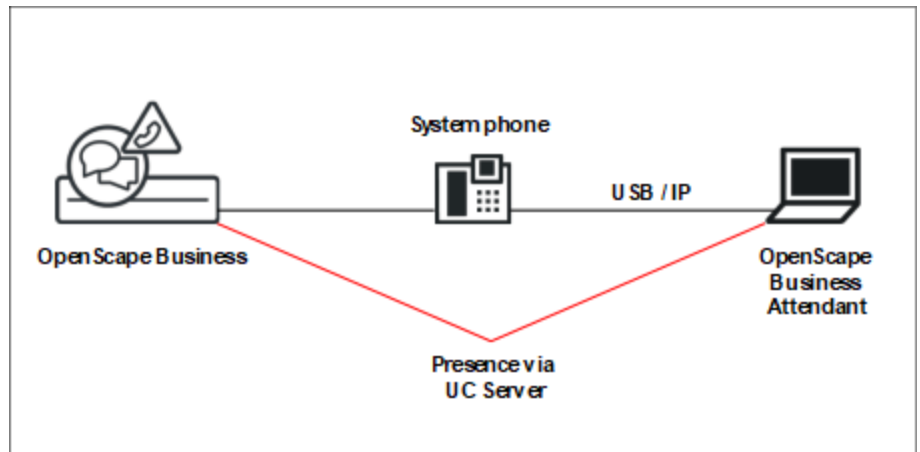 System phone
USB / IP
OpenScape Business
OpenScape
Business
Attendant
Presence via
UC Server